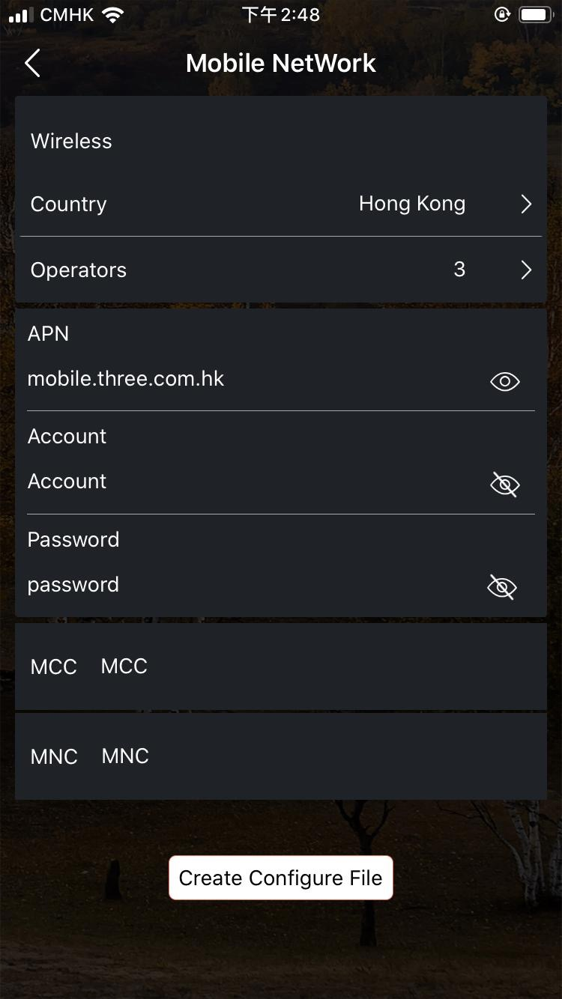 CMHK 下午2:48
Mobile NetWork
Wireless
Country Hong Kong
Operators 3
APN
mobile.three.com.hk
Account
Account
Password
password
MCC MCC
MNC MNC
Create Configure File